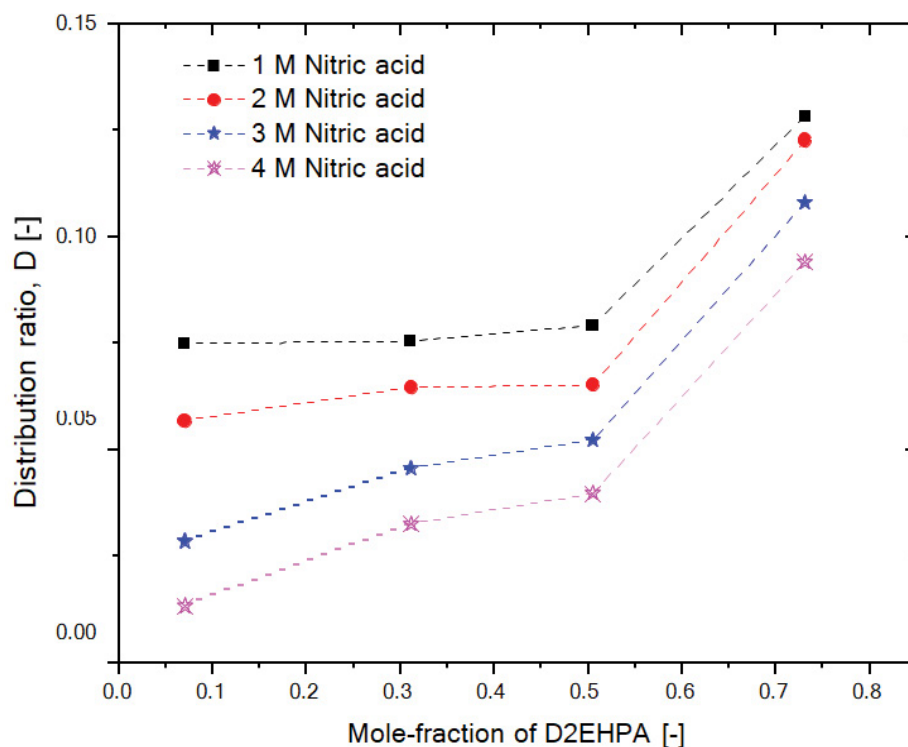 0.15
1 M Nitric acid
2 M Nitric acid
3 M Nitric acid
4 M Nitric acid
0.10
Distribution ratio, D [-]
0.05
0.00
0.0 0.1 0.2 0.3 0.4 0.5 0.6 0.7 0.8
Mole-fraction of D2EHPA [-]